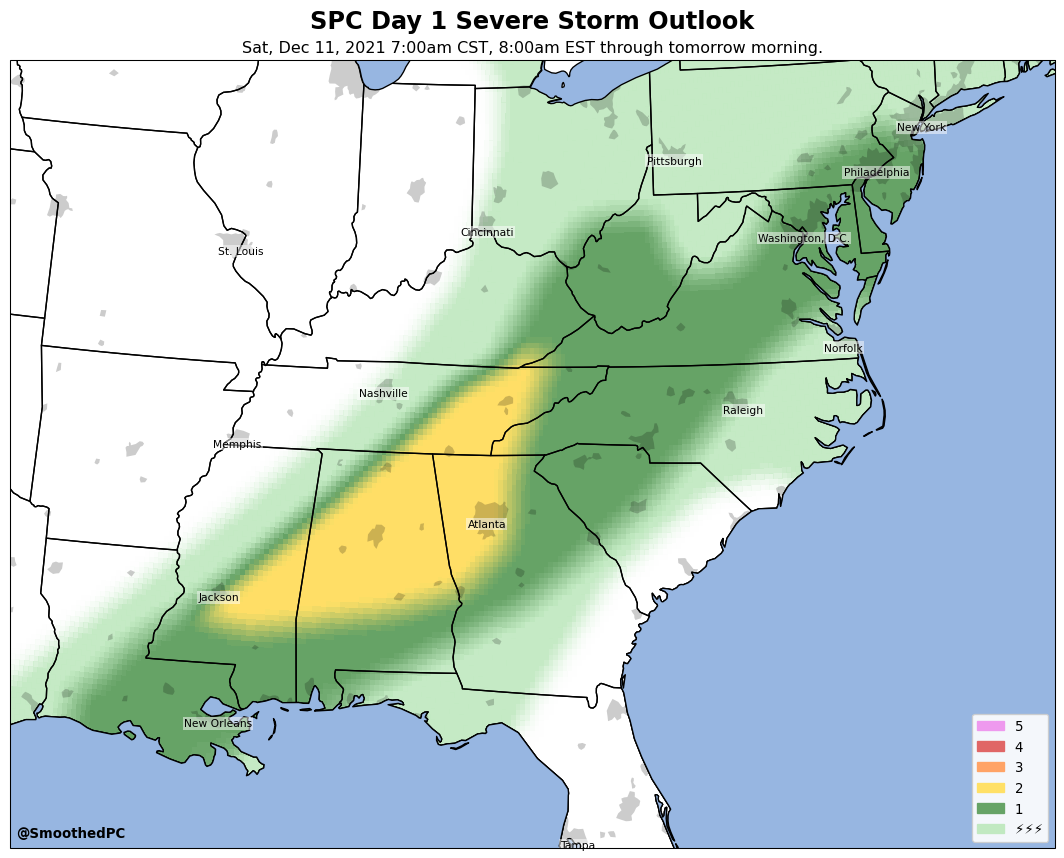 SPC Day 1 Severe Storm Outlook
Sat, Dec 11, 2021 7:00am CST, 8:00am EST through tomorrow morning.
New York
Pittsburgh
Philadelphia
Cincinnati
Washington, D.C.
St. Louis
Norfolk
Nashville
Raleigh
Memphis
Atlanta
Jackson
New Orleans
5
4
3
2
1
⚡⚡⚡
@SmoothedPC
Tampa